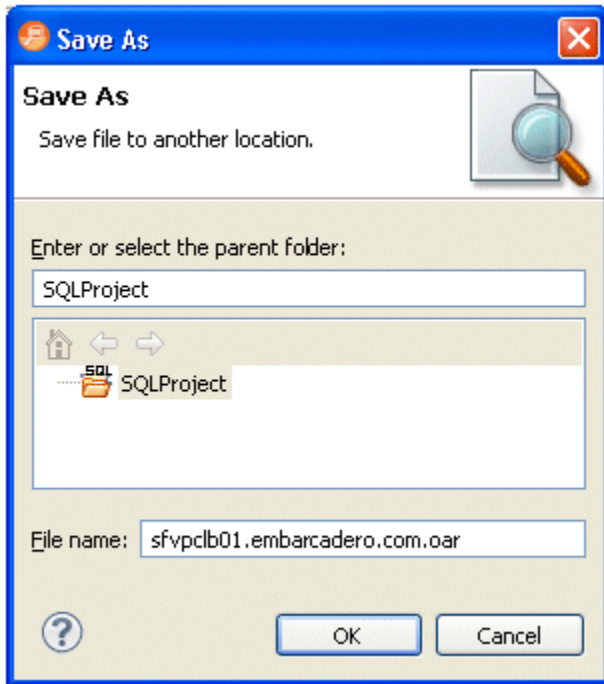 Save As
Save As
Save file to another location.
Enter or select the parent folder:
SQLProject
SQL
SQLProject
File name: sfvpclb01.embarcadero.com.oar
?
OK Cancel